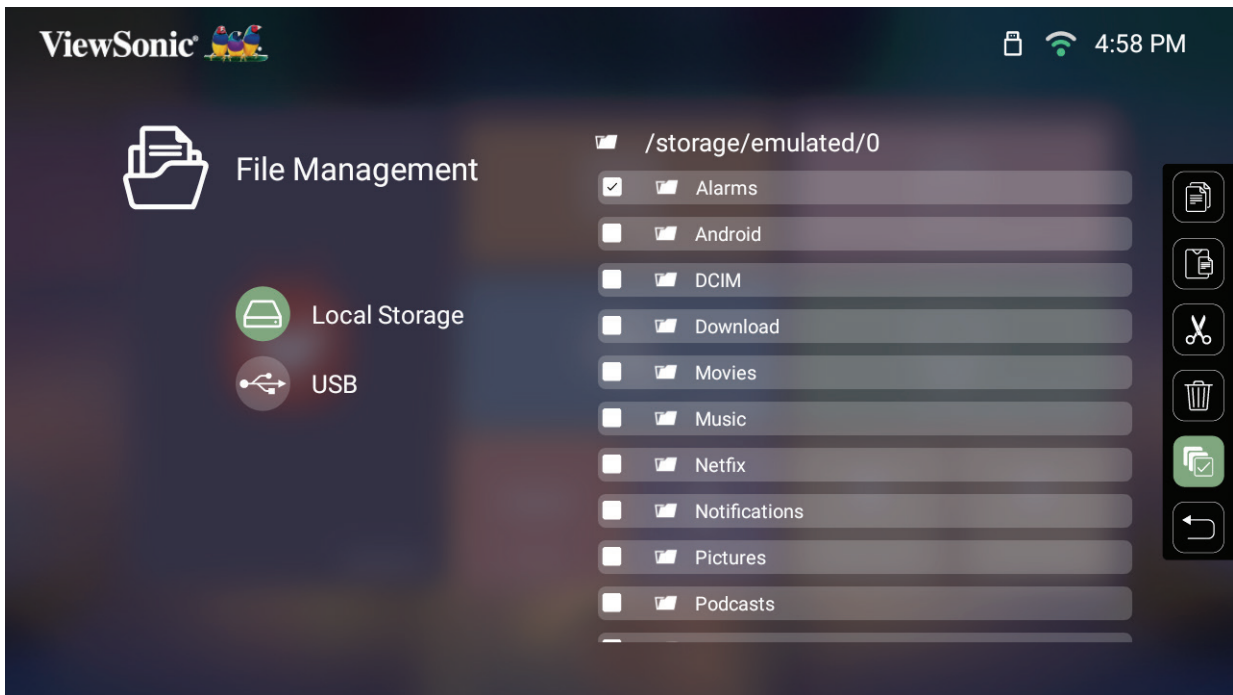 ViewSonic®
4:58 PM
File Management
/storage/emulated/0
Alarms
Android
DCIM
Download
Movies
Music
Netfix
Notifications
Pictures
Podcasts
Local Storage
USB